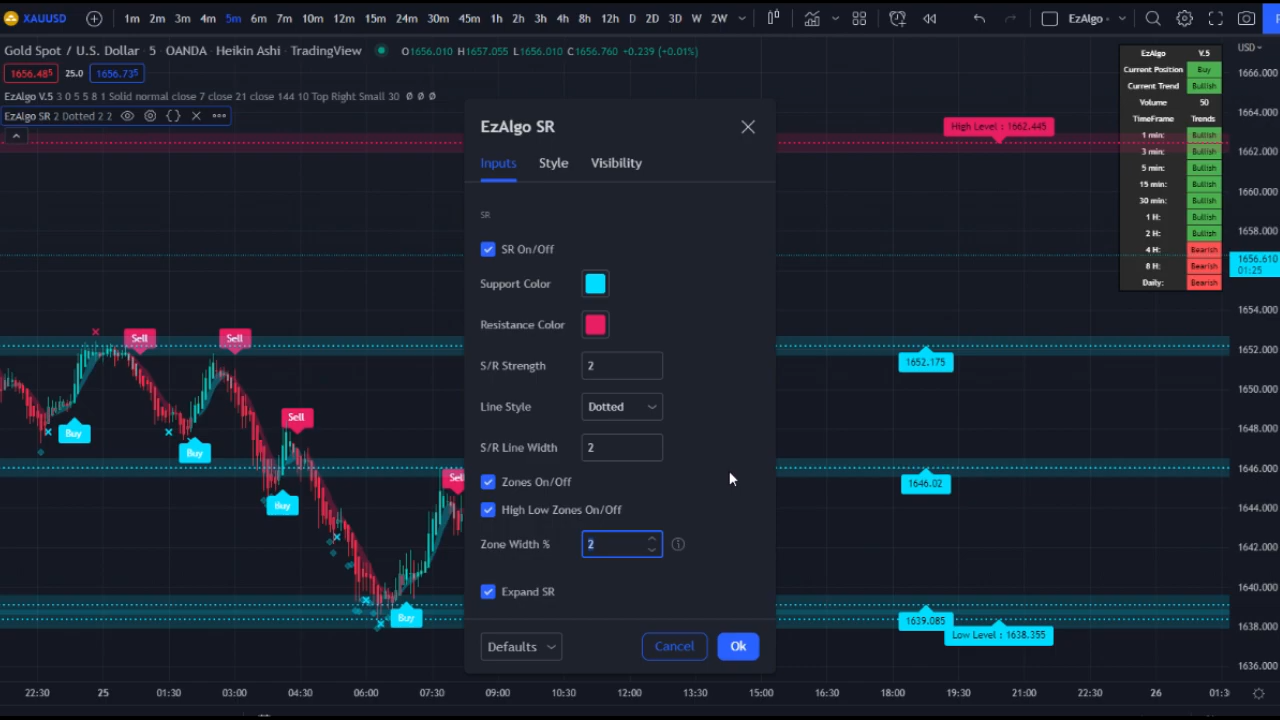 XAUUSD 1m 2m 3m 4m 5m 6m 7m 10m 12m 15m 24m 30m 45m 1h 2h 3h 4h 8h 12h D 2D 3D W 2W EzAlgo
Gold Spot / U.S. Dollar · 5 · OANDA · Heikin Ashi · TradingView O1656.010 H1657.055 L1656.010 C1656.760 +0.239 (+0.01%)
1656.485 25.0 1656.735
EzAlgo V.5 3 0 5 5 8 1 Solid normal close 7 close 21 close 144 10 Top Right Small 30 Ø Ø Ø
EzAlgo SR 2 Dotted 2 2
EzAlgo SR
Inputs Style Visibility
SR
SR On/Off
Support Color
Resistance Color
S/R Strength 2
Line Style Dotted
S/R Line Width 2
Zones On/Off
High Low Zones On/Off
Zone Width % 2
Expand SR
Defaults Cancel Ok
Sell
Sell
Sell
Sel
Buy
Buy
Buy
Buy
High Level : 1662.445
1652.175
1646.02
1639.085
Low Level : 1638.355
EzAlgo V.5
Current Position Buy
Current Trend Bullish
Volume 50
TimeFrame Trends
1 min: Bullish
3 min: Bullish
5 min: Bullish
15 min: Bullish
30 min: Bullish
1 H: Bullish
2 H: Bullish
4 H: Bearish
8 H: Bearish
Daily: Bearish
USD
1666.000
1664.000
1662.000
1660.000
1658.000
1656.610
01:25
1654.000
1652.000
1650.000
1648.000
1646.000
1644.000
1642.000
1640.000
1638.000
1636.000
22:30 25 01:30 03:00 04:30 06:00 07:30 09:00 10:30 12:00 13:30 15:00 16:30 18:00 19:30 21:00 22:30 26 01:3